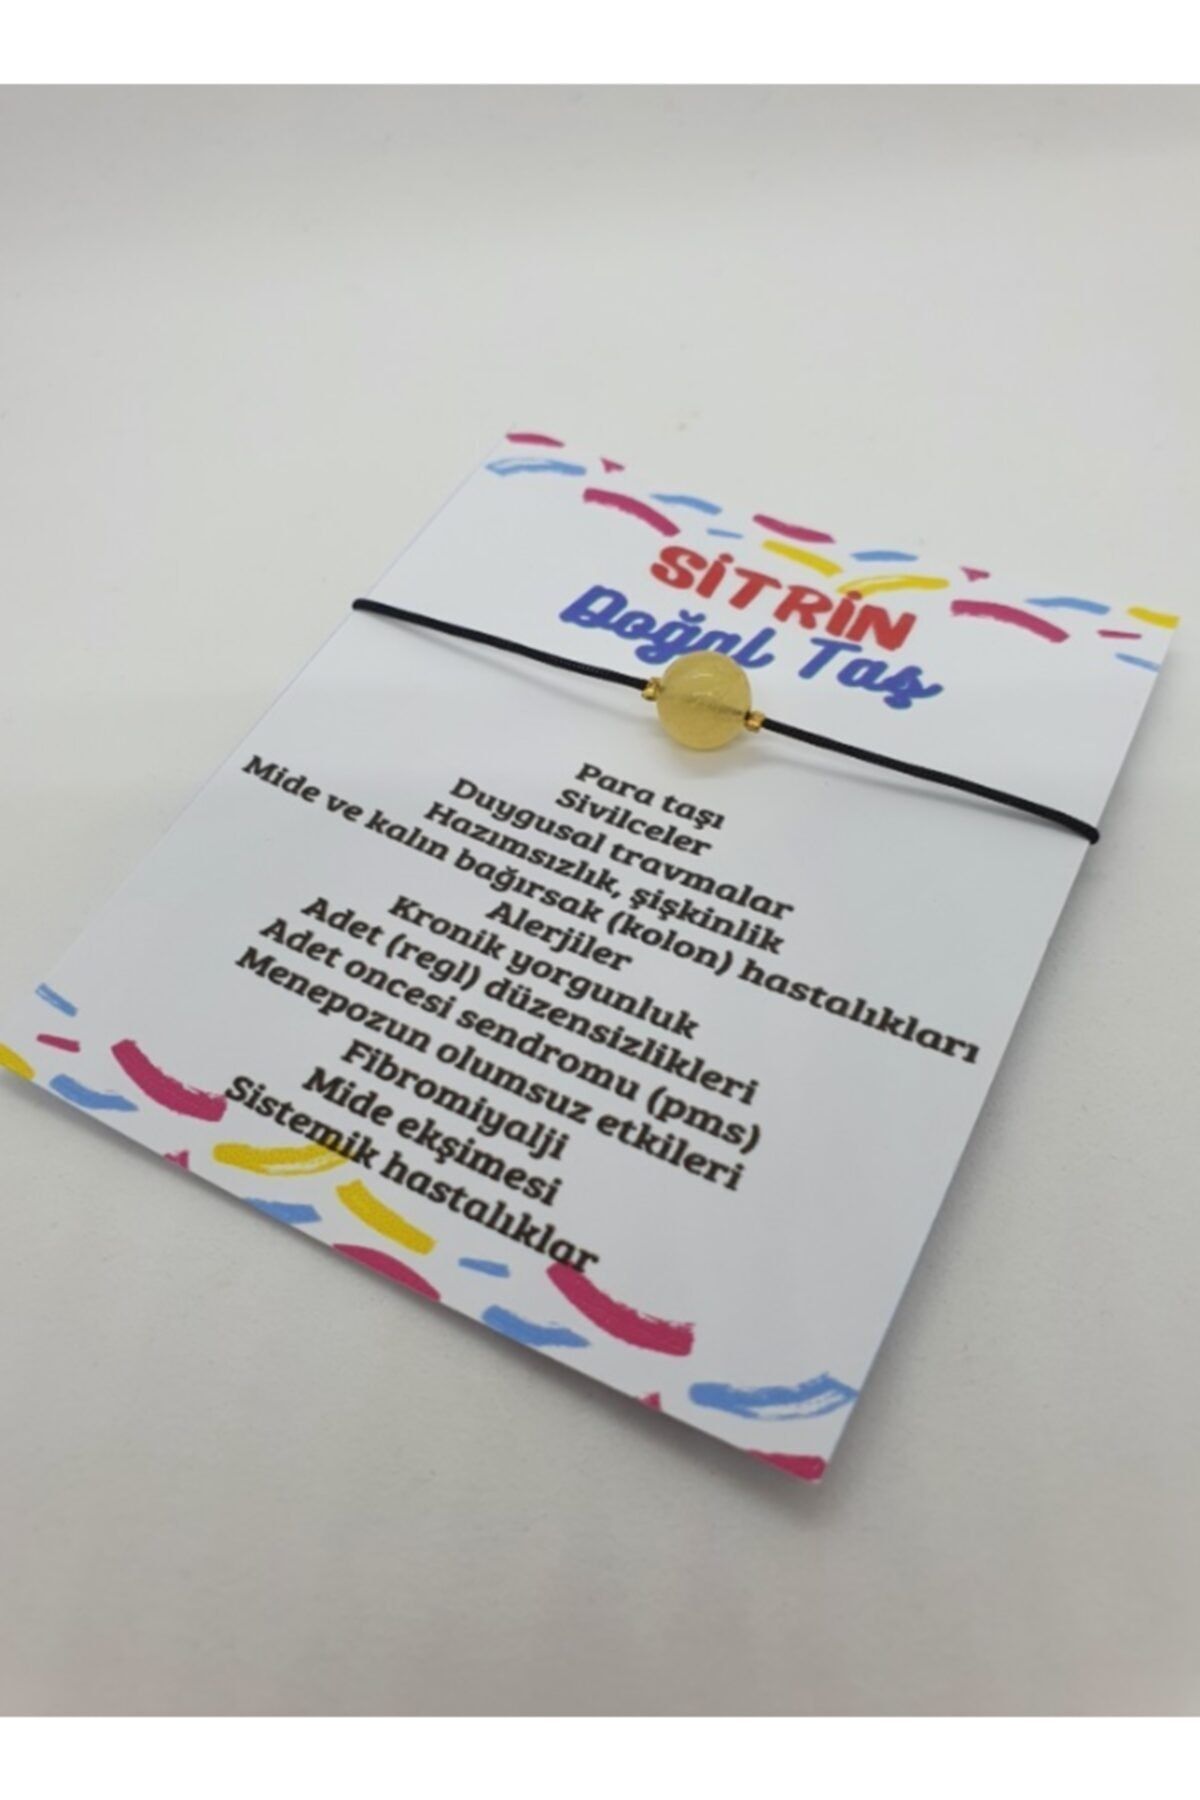 SİTRİN
Doğal Taş
Para taşı
Sivilceler
Duygusal travmalar
Hazımsızlık, şişkinlik
Mide ve kalın bağırsak (kolon) hastalıkları
Alerjiler
Kronik yorgunluk
Adet (regl) düzensizlikleri
Adet oncesi sendromu (pms)
Menepozun olumsuz etkileri
Fibromiyalji
Mide ekşimesi
Sistemik hastalıklar